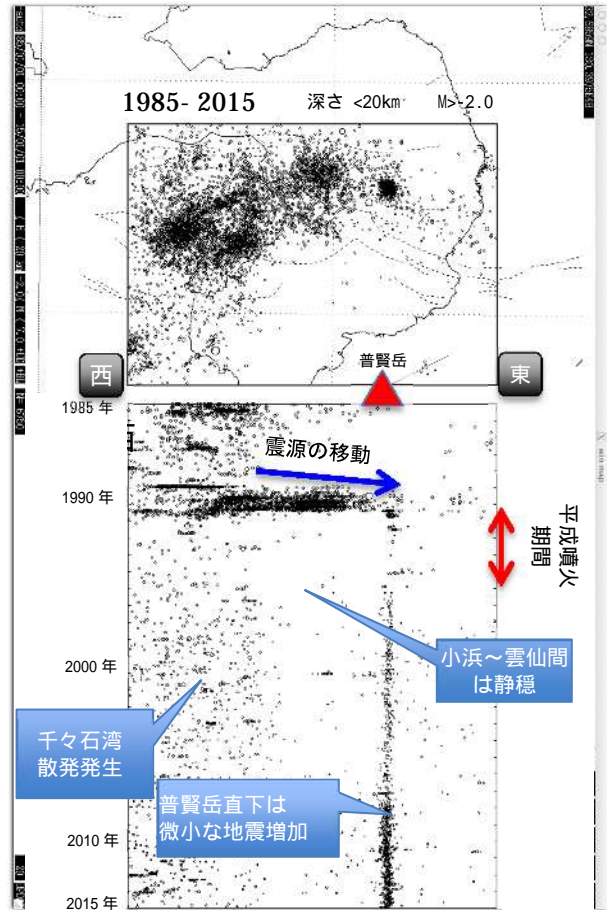 1985- 2015
深さ <20km
M>-2.0
普賢岳
西
東
1985 年
震源の移動
1990 年
平成噴火
期間
小浜～雲仙間
は静穏
2000 年
千々石湾
散発発生
普賢岳直下は
微小な地震増加
2010 年
2015 年